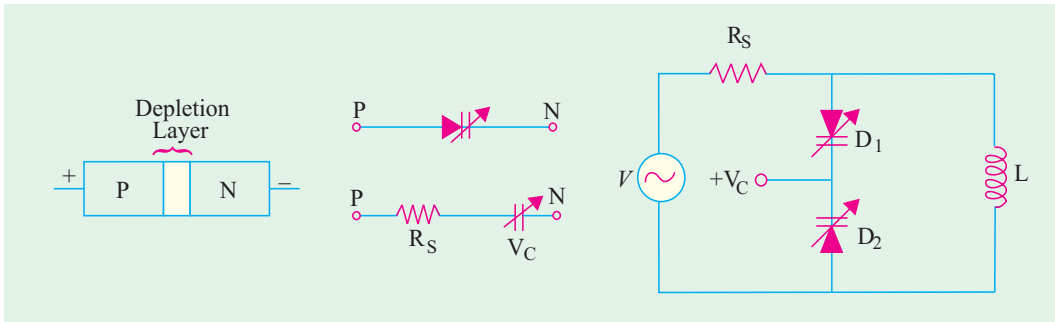 Depletion
Layer
+
P
N
–
P
N
P
N
R_S
V_C
R_S
V
+V_C
D_1
D_2
L